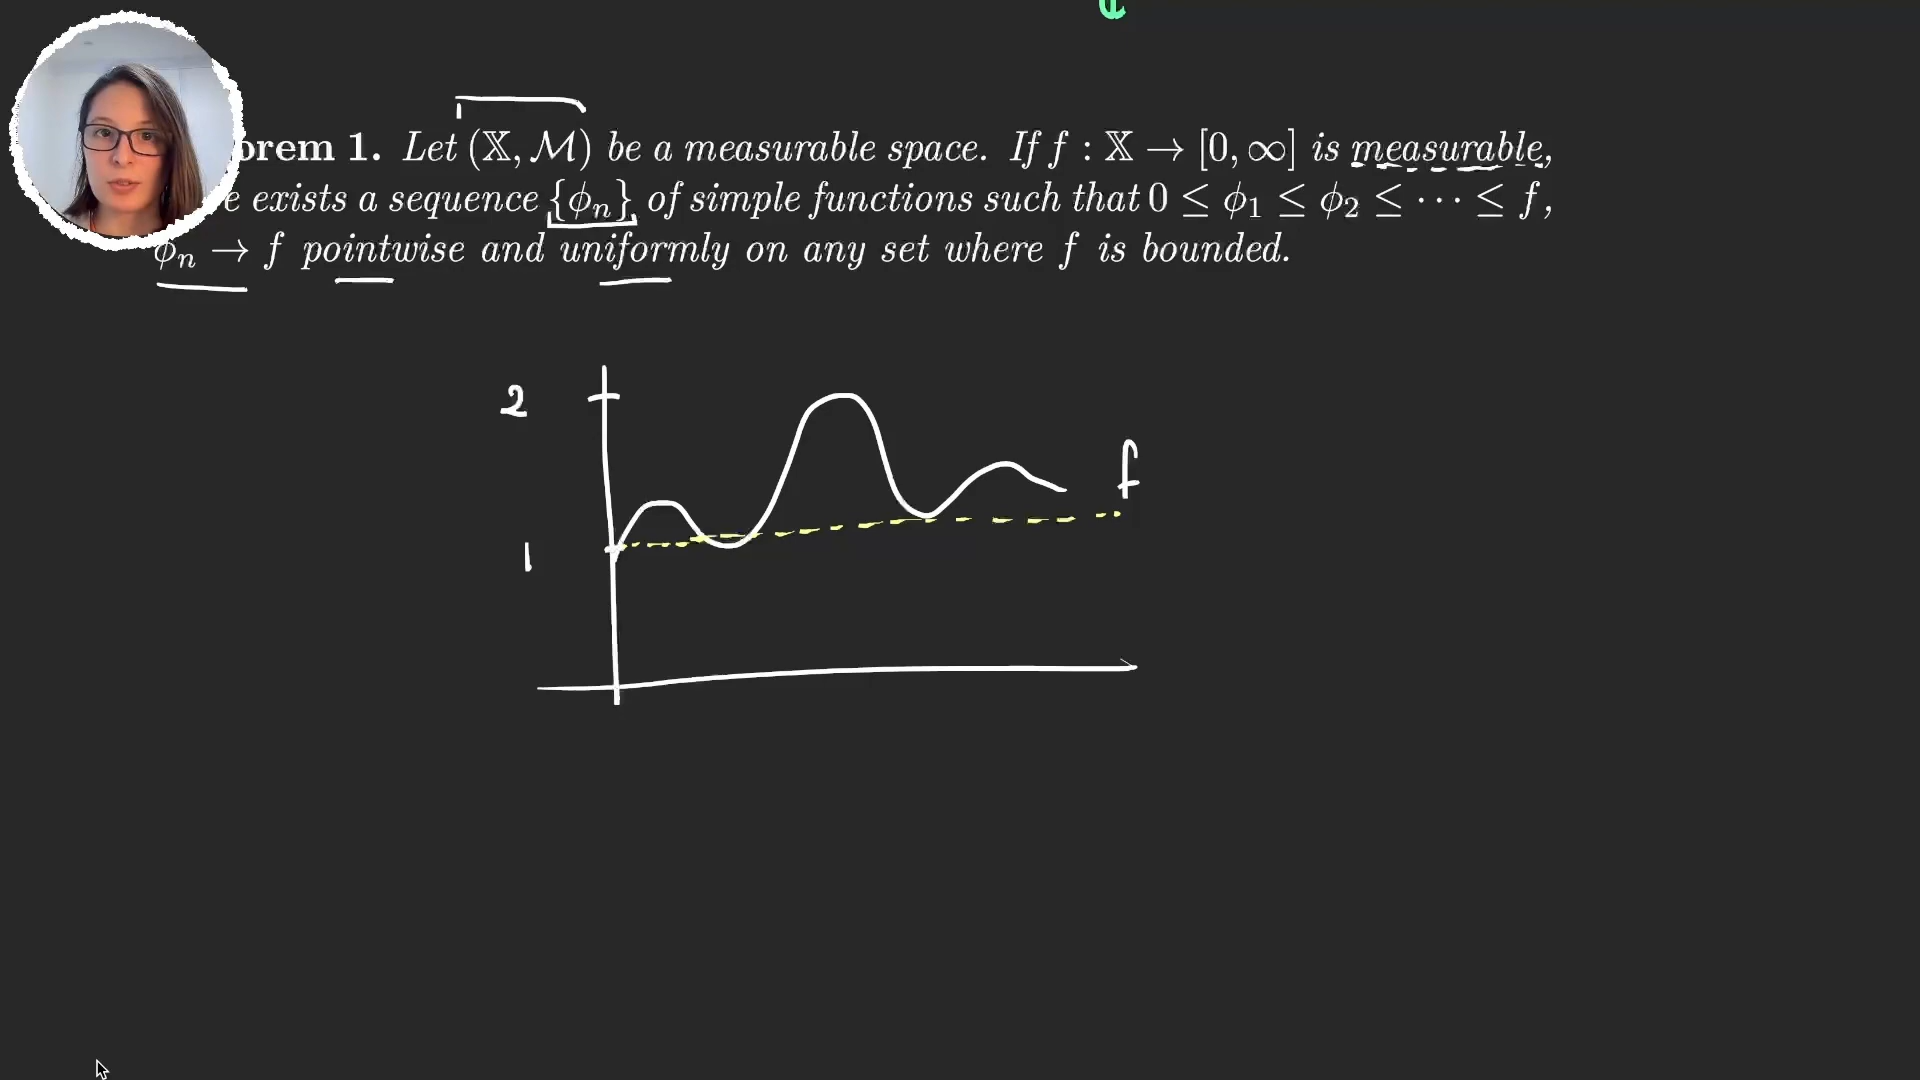 ℂ
orem 1. Let (𝕏, ℳ) be a measurable space. If f : 𝕏 → [0, ∞] is measurable,
e exists a sequence {ϕₙ} of simple functions such that 0 ≤ ϕ₁ ≤ ϕ₂ ≤ ⋯ ≤ f,
ϕₙ → f pointwise and uniformly on any set where f is bounded.
2
f
1